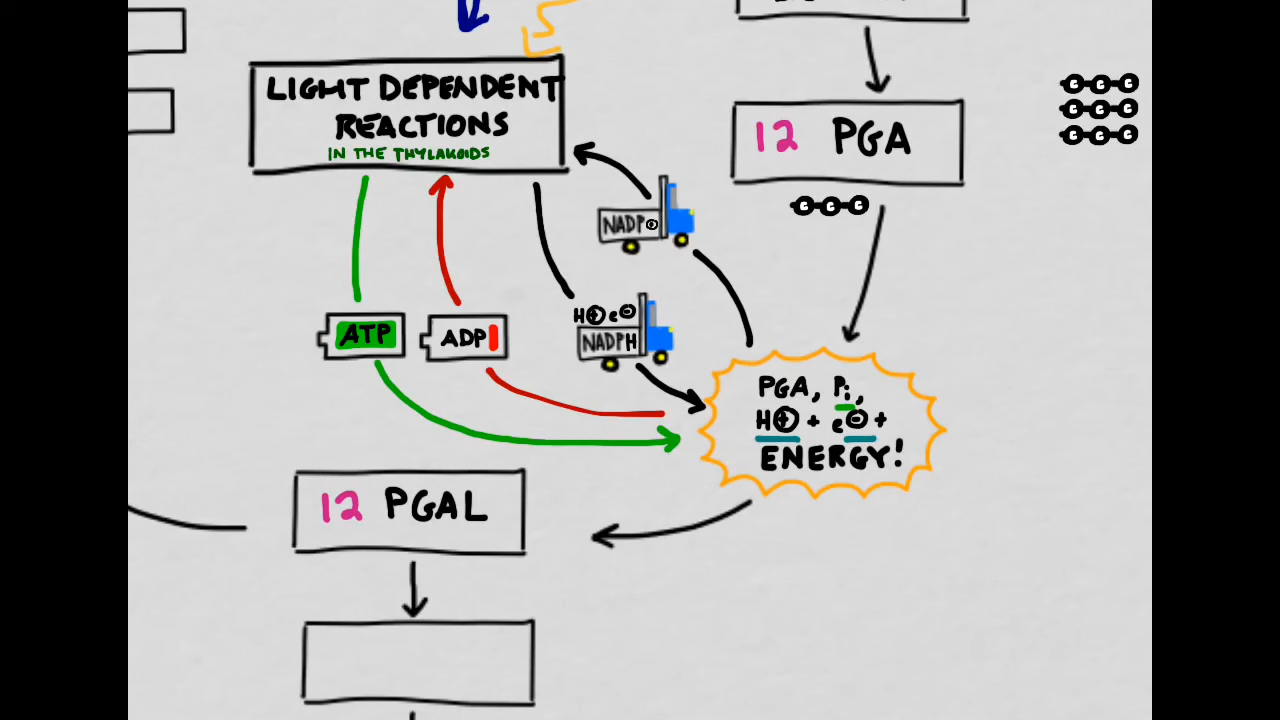 LIGHT DEPENDENT
REACTIONS
IN THE THYLAKOIDS
12 PGA
C C C
C C C
C C C
C C C
NADP
H+ e-
NADPH
ATP
ADP
PGA, Pi,
H+ + e- +
ENERGY!
12 PGAL